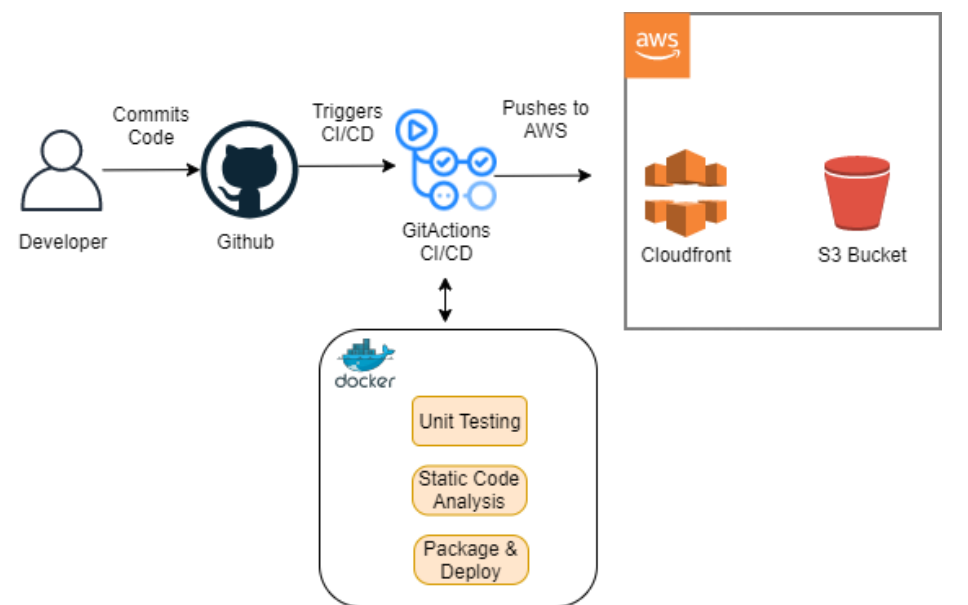 aws
Commits
Code
Triggers
CI/CD
Pushes to
AWS
Developer
Github
GitActions
CI/CD
Cloudfront
S3 Bucket
docker
Unit Testing
Static Code
Analysis
Package &
Deploy